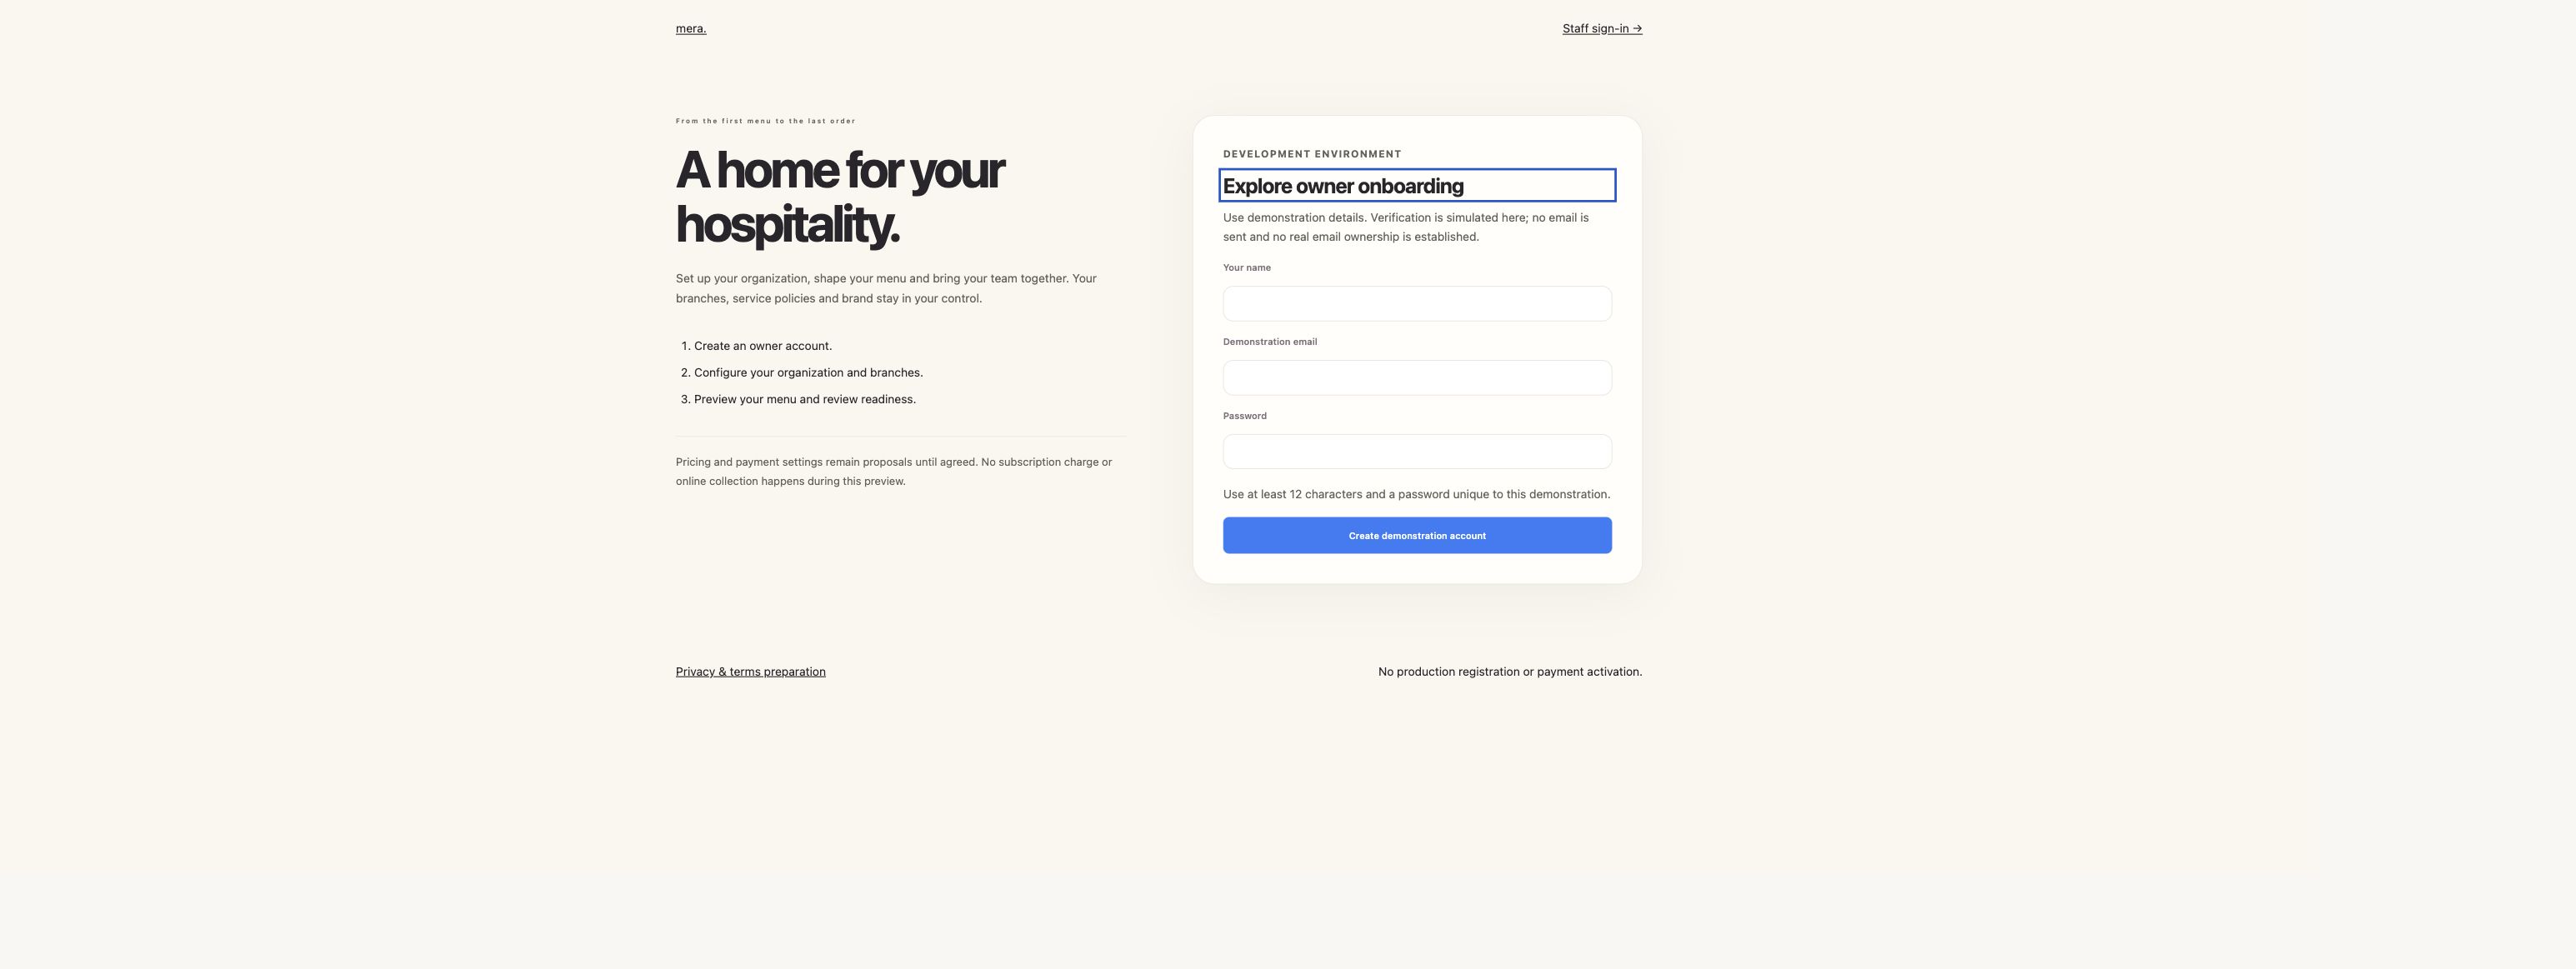 mera.
Staff sign-in →
From the first menu to the last order
A home for your
hospitality.
Set up your organization, shape your menu and bring your team together. Your
branches, service policies and brand stay in your control.
1. Create an owner account.
2. Configure your organization and branches.
3. Preview your menu and review readiness.
Pricing and payment settings remain proposals until agreed. No subscription charge or
online collection happens during this preview.
DEVELOPMENT ENVIRONMENT
Explore owner onboarding
Use demonstration details. Verification is simulated here; no email is
sent and no real email ownership is established.
Your name
Demonstration email
Password
Use at least 12 characters and a password unique to this demonstration.
Create demonstration account
Privacy & terms preparation
No production registration or payment activation.